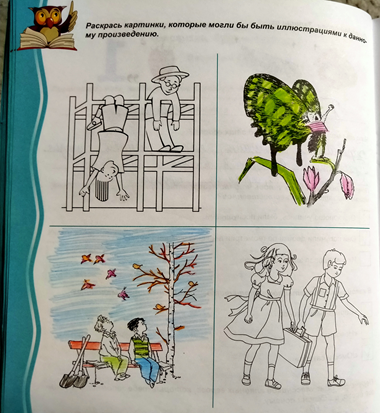 Раскрась картинки, которые могли бы быть иллюстрациями к данно-
му произведению.